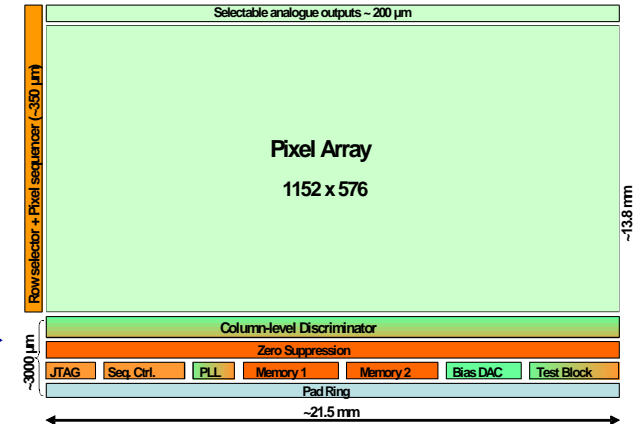 Selectable analogue outputs ~ 200 µm
Row selector + Pixel sequencer (~350 µm)
Pixel Array
1152 x 576
~13.8 mm
Column-level Discriminator
Zero Suppression
~3000 µm
JTAG Seq. Ctrl. PLL Memory 1 Memory 2 Bias DAC Test Block
Pad Ring
~21.5 mm